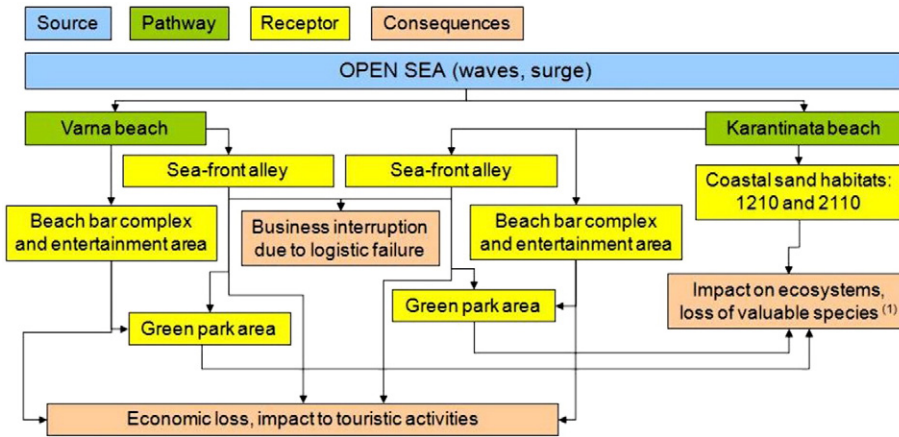 Source
Pathway
Receptor
Consequences
OPEN SEA (waves, surge)
Varna beach
Karantinata beach
Sea-front alley
Sea-front alley
Coastal sand habitats:
1210 and 2110
Beach bar complex
and entertainment area
Business interruption
due to logistic failure
Beach bar complex
and entertainment area
Impact on ecosystems,
loss of valuable species (1)
Green park area
Green park area
Economic loss, impact to touristic activities